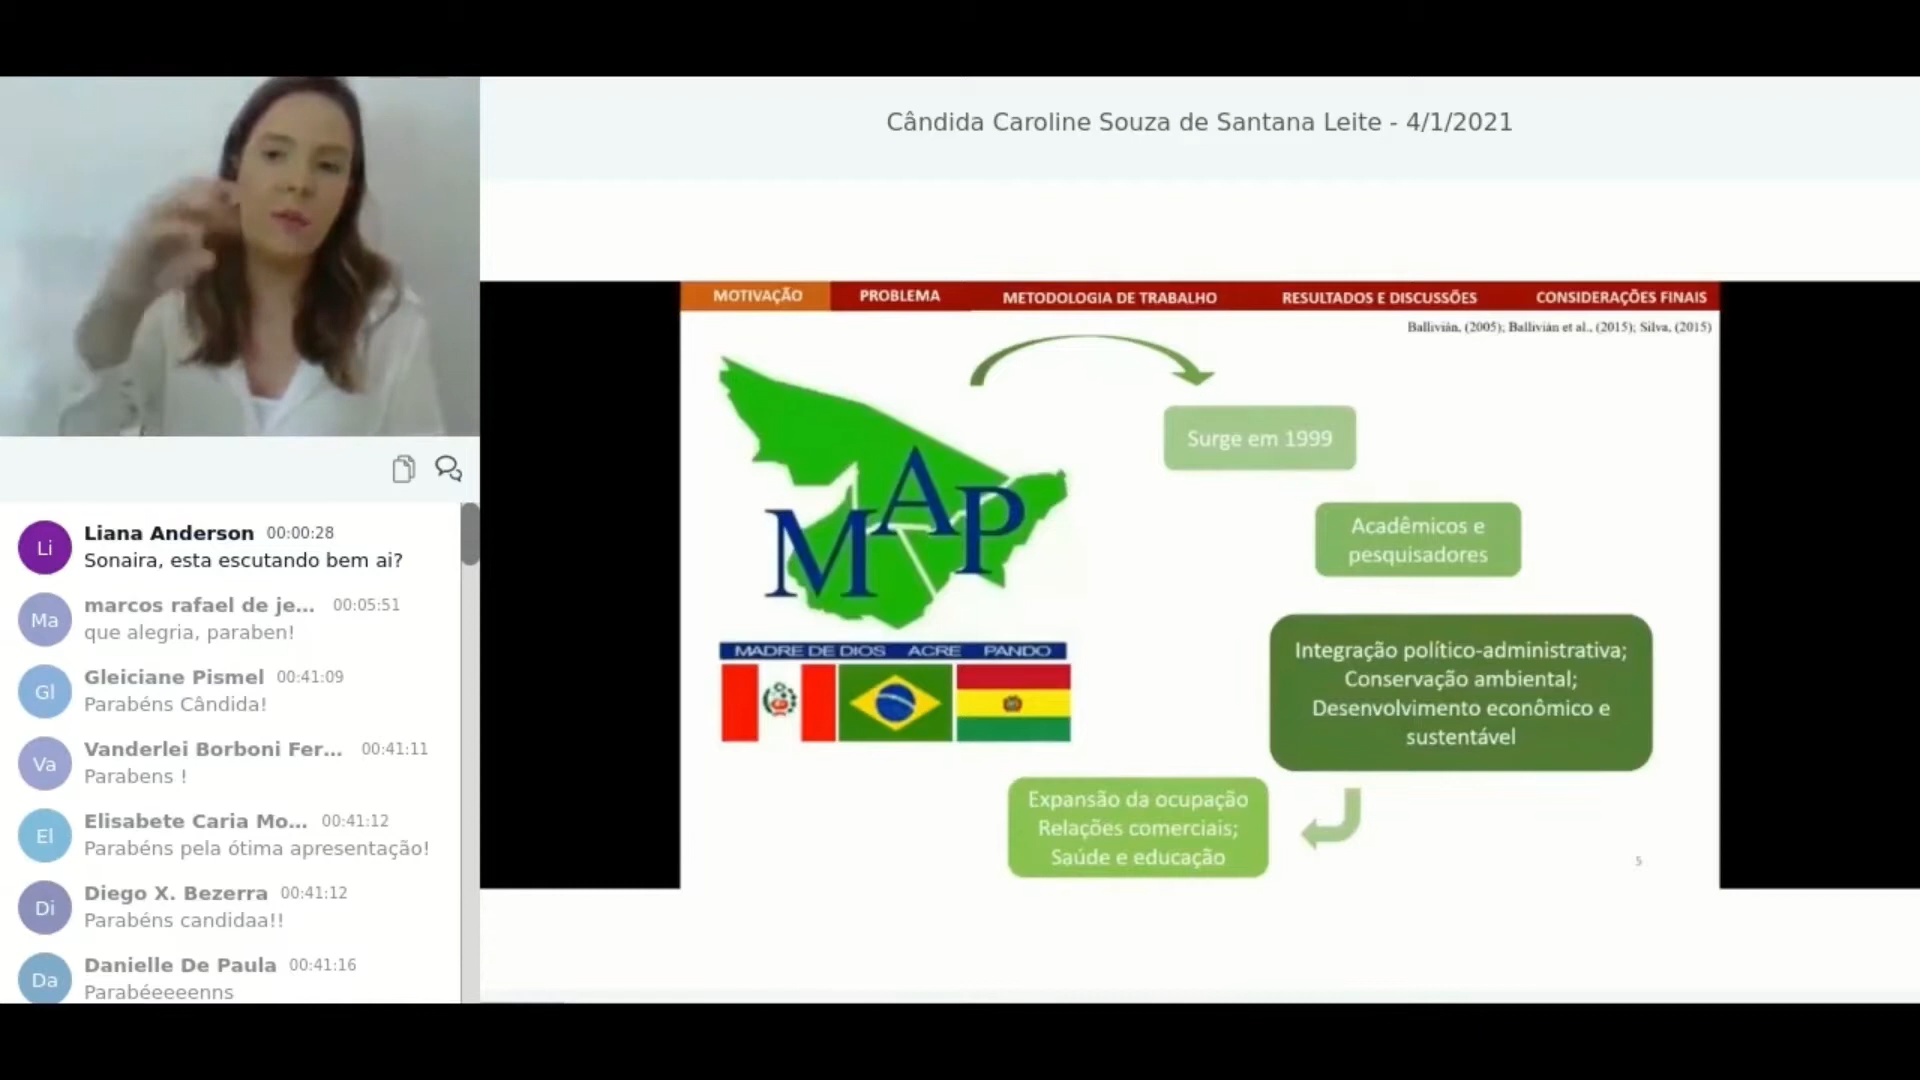 Cândida Caroline Souza de Santana Leite - 4/1/2021
Liana Anderson 00:00:28
Sonaira, esta escutando bem ai?
marcos rafael de je... 00:05:51
que alegria, paraben!
Gleiciane Pismel 00:41:09
Parabéns Cândida!
Vanderlei Borboni Fer... 00:41:11
Parabens !
Elisabete Caria Mo... 00:41:12
Parabéns pela ótima apresentação!
Diego X. Bezerra 00:41:12
Parabéns candidaa!!
Danielle De Paula 00:41:16
Parabéeeeenns
Li
Ma
Gl
Va
El
Di
Da
MOTIVAÇÃO PROBLEMA METODOLOGIA DE TRABALHO RESULTADOS E DISCUSSÕES CONSIDERAÇÕES FINAIS
Ballivián, (2005); Ballivián et al., (2015); Silva, (2015)
MAP
MADRE DE DIOS ACRE PANDO
Surge em 1999
Acadêmicos e
pesquisadores
Integração político-administrativa;
Conservação ambiental;
Desenvolvimento econômico e
sustentável
Expansão da ocupação
Relações comerciais;
Saúde e educação
5